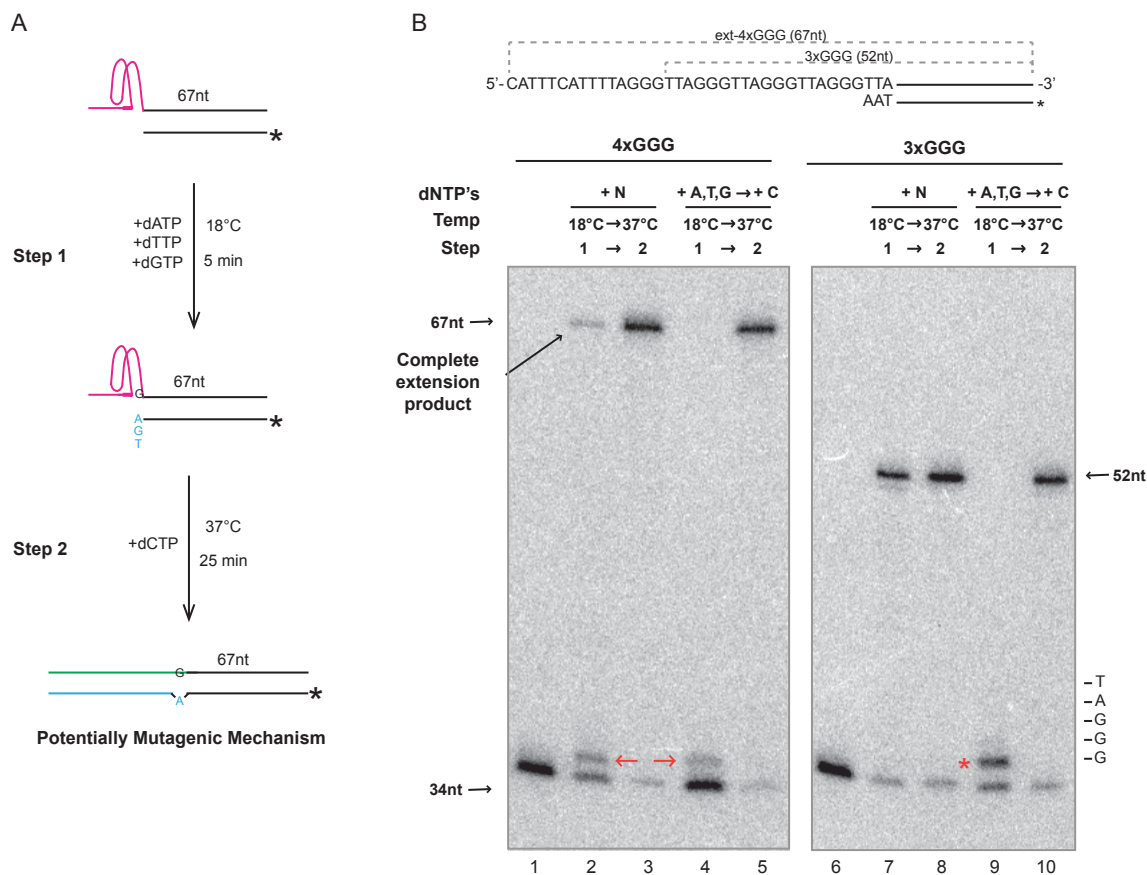 A
67nt
*
Step 1
+dATP
+dTTP
+dGTP
18°C
5 min
67nt
G
A
G
T
*
Step 2
+dCTP
37°C
25 min
67nt
G
A
*
Potentially Mutagenic Mechanism
B
ext-4xGGG (67nt)
3xGGG (52nt)
5'-CATTTCATTTTAGGGTTAGGGTTAGGGTTAGGGTTA -3’
AAT *
4xGGG 3xGGG
dNTP's + N + A,T,G → + C + N + A,T,G → + C
Temp 18°C→37°C 18°C→37°C 18°C→37°C 18°C→37°C
Step 1 → 2 1 → 2 1 → 2 1 → 2
67nt →
Complete
extension
product
← 52nt
–T
–A
–G
–G
–G
← →
*
34nt →
1 2 3 4 5 6 7 8 9 10